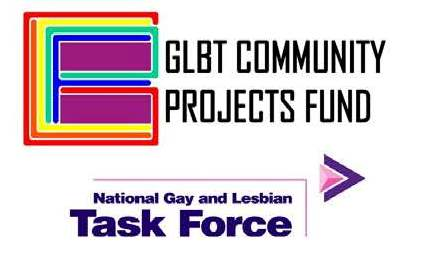 GLBT COMMUNITY
PROJECTS FUND
National Gay and Lesbian
Task Force